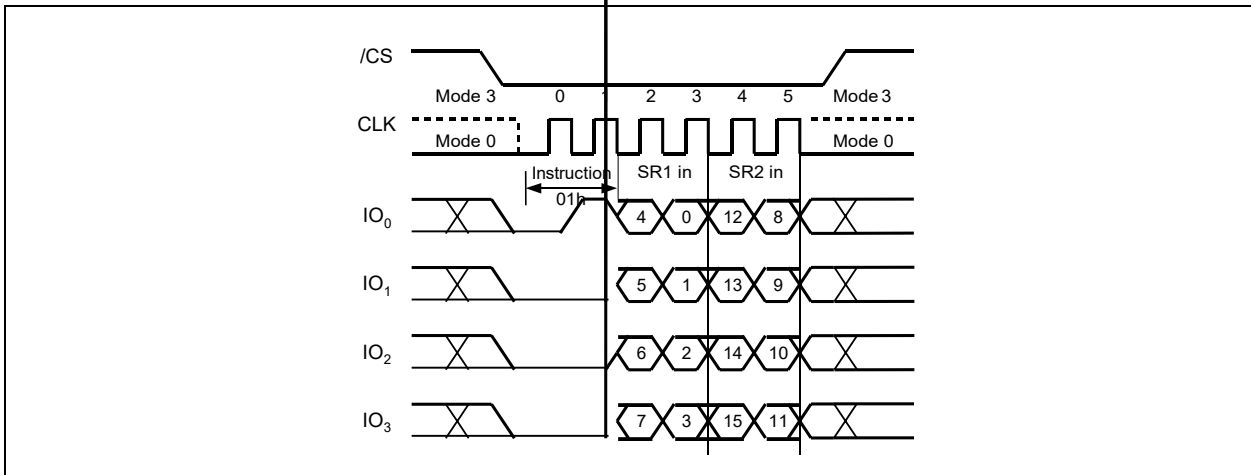 /CS
Mode 3 0 1 2 3 4 5 Mode 3
CLK
Mode 0 Mode 0
Instruction SR1 in SR2 in
01h
IO0 4 0 12 8
IO1 5 1 13 9
IO2 6 2 14 10
IO3 7 3 15 11